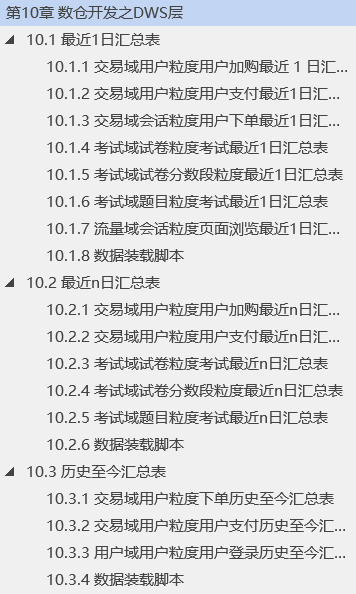 第10章 数仓开发之DWS层
10.1 最近1日汇总表
10.1.1 交易域用户粒度用户加购最近 1 日汇...
10.1.2 交易域用户粒度用户支付最近1日汇...
10.1.3 交易域会话粒度用户下单最近1日汇...
10.1.4 考试域试卷粒度考试最近1日汇总表
10.1.5 考试域试卷分数段粒度最近1日汇总表
10.1.6 考试域题目粒度考试最近1日汇总表
10.1.7 流量域会话粒度页面浏览最近1日汇...
10.1.8 数据装载脚本
10.2 最近n日汇总表
10.2.1 交易域用户粒度用户加购最近n日汇...
10.2.2 交易域用户粒度用户支付最近n日汇...
10.2.3 考试域试卷粒度考试最近n日汇总表
10.2.4 考试域试卷分数段粒度最近n日汇总表
10.2.5 考试域题目粒度考试最近n日汇总表
10.2.6 数据装载脚本
10.3 历史至今汇总表
10.3.1 交易域用户粒度下单历史至今汇总表
10.3.2 交易域用户粒度用户支付历史至今汇...
10.3.3 用户域用户粒度用户登录历史至今汇...
10.3.4 数据装载脚本